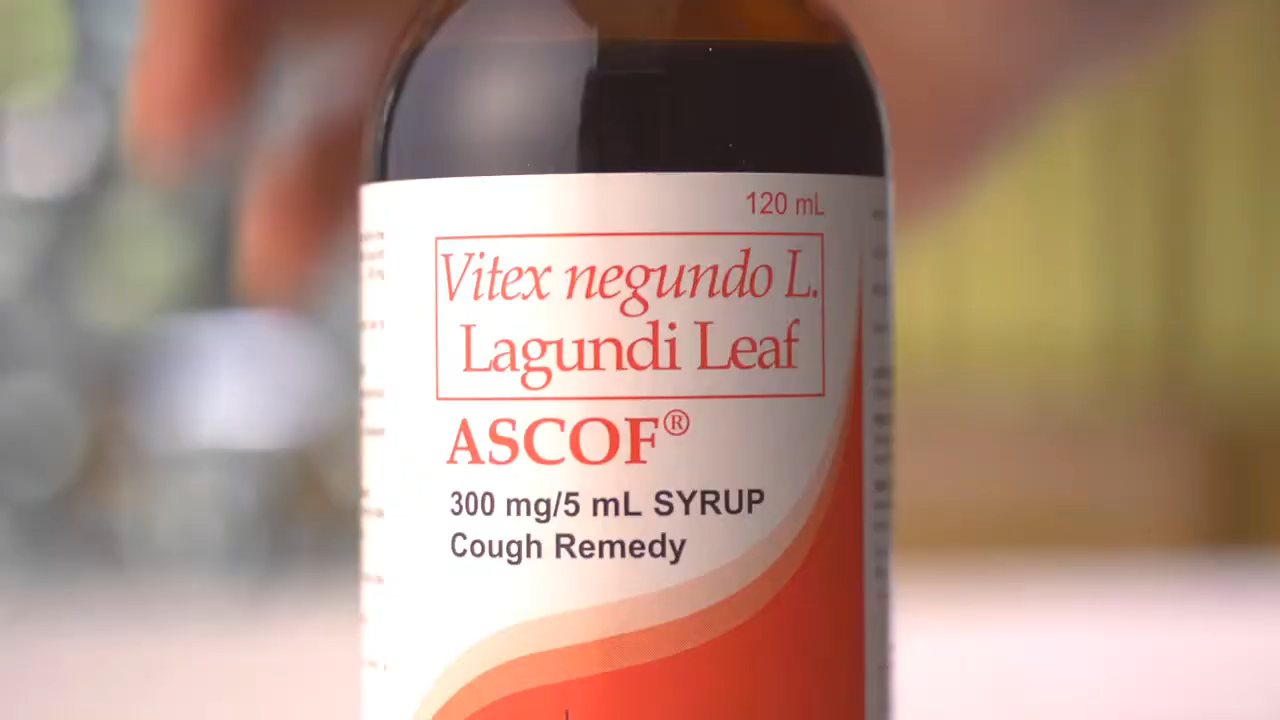 120 mL
Vitex negundo L.
Lagundi Leaf
ASCOF®
300 mg/5 mL SYRUP
Cough Remedy